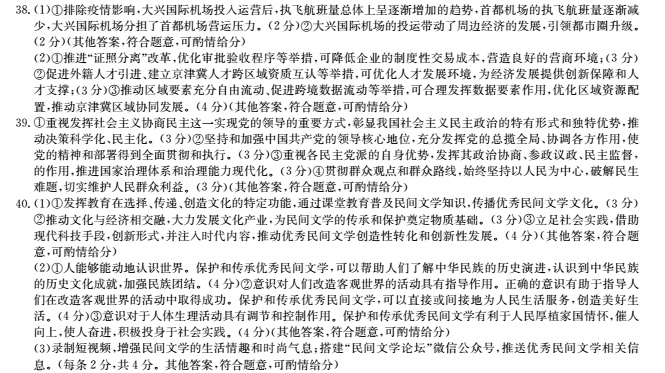 38.(1)①排除疫情影响,大兴国际机场投入运营后,执飞航班量总体上呈逐渐增加的趋势,首都机场的执飞航班量逐渐减
少,大兴国际机场分担了首都机场营运压力。(2分)②大兴国际机场的投运带动了周边经济的发展,引领都市圈升级。
(2分)(其他答案,符合题意,可酌情给分)
(2)①推进“证照分离”改革,优化审批验收程序等举措,可降低企业的制度性交易成本,营造良好的营商环境;(3分)
②促进外籍人才引进、建立京津冀人才跨区域资质互认等举措,可优化人才发展环境,为经济发展提供创新保障和人
才支撑;(3分)③推动区域要素充分自由流动、促进跨境数据流动等举措,可合理发挥数据要素作用,优化区域资源配
置,推动京津冀区域协同发展。(4分)(其他答案,符合题意,可酌情给分)
39.①重视发挥社会主义协商民主这一实现党的领导的重要方式,彰显我国社会主义民主政治的特有形式和独特优势,推
动决策科学化、民主化。(3分)②坚持和加强中国共产党的领导核心地位,充分发挥党的总揽全局、协调各方作用,使
党的精神和部署得到全面贯彻和执行。(3分)③重视各民主党派的自身优势,发挥其政治协商、参政议政、民主监督,
的作用,推进国家治理体系和治理能力现代化。(3分)④贯彻群众观点和群众路线,始终坚持以人民为中心,破解民生
难题,切实维护人民群众利益。(3分)(其他答案,符合题意,可酌情给分)
40.(1)①发挥教育在选择、传递、创造文化的特定功能,通过课堂教育普及民间文学知识,传播优秀民间文学文化。(3分)
②推动文化与经济相交融,大力发展文化产业,为民间文学的传承和保护奠定物质基础。(3分)③立足社会实践,借助
现代科技手段,创新形式,并注入时代内容,推动优秀民间文学创造性转化和创新性发展。(4分)(其他答案,符合题
意,可酌情给分)
(2)①人能够能动地认识世界。保护和传承优秀民间文学,可以帮助人们了解中华民族的历史演进,认识到中华民族
的历史文化成就,加强民族团结。(4分)②意识对人们改造客观世界的活动具有指导作用。正确的意识有助于指导人
们在改造客观世界的活动中取得成功。保护和传承优秀民间文学,可以直接或间接地为人民生活服务,创造美好生
活。(4分)③意识对于人体生理活动具有调节和控制作用。保护和传承优秀民间文学有利于人民厚植家国情怀,催人
向上,使人奋进,积极投身于社会实践。(4分)(其他答案,符合题意,可酌情给分)
(3)录制短视频,增强民间文学的生活情趣和时尚气息;搭建“民间文学论坛”微信公众号,推送优秀民间文学相关信
息。(每条2分,共4分。其他答案,符合题意,可酌情给分)